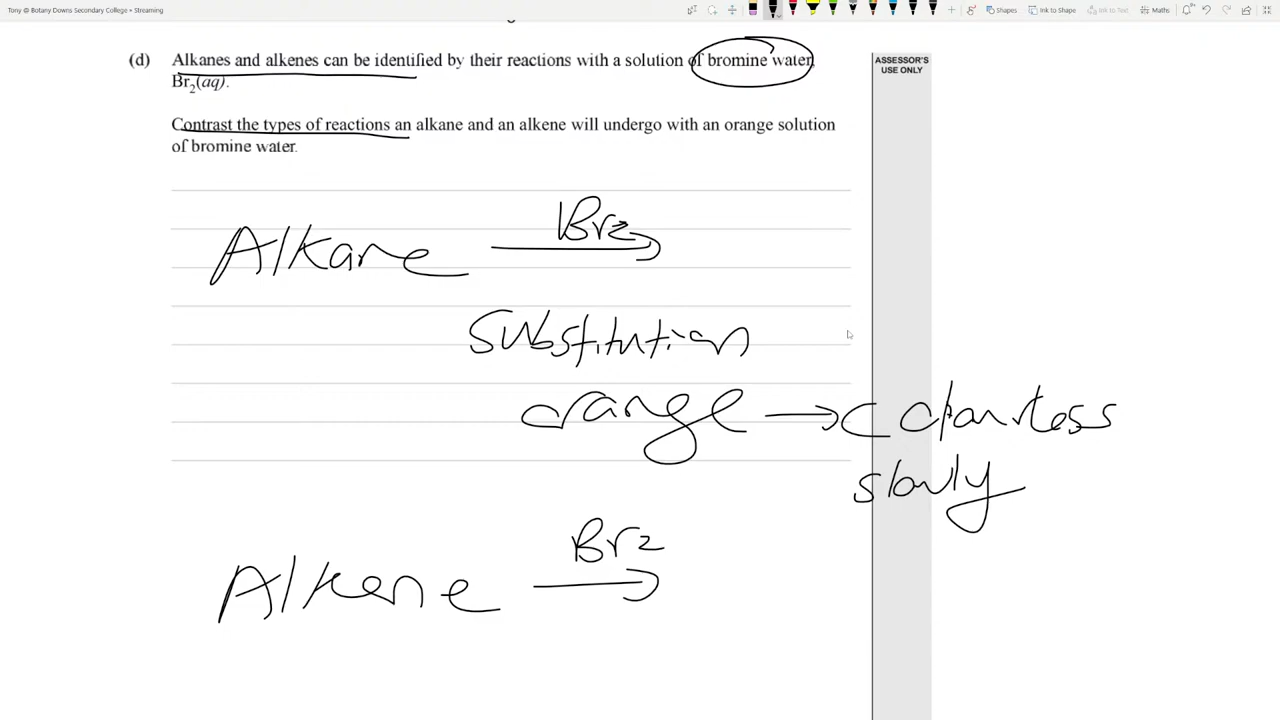 Tony @ Botany Downs Secondary College > Streaming
Shapes Ink to Shape Ink to Text Maths
(d) Alkanes and alkenes can be identified by their reactions with a solution of bromine water,
Br2(aq).
ASSESSOR'S
USE ONLY
Contrast the types of reactions an alkane and an alkene will undergo with an orange solution
of bromine water.
Alkane Br2
Substitution
orange → colourless
slowly
Alkene Br2